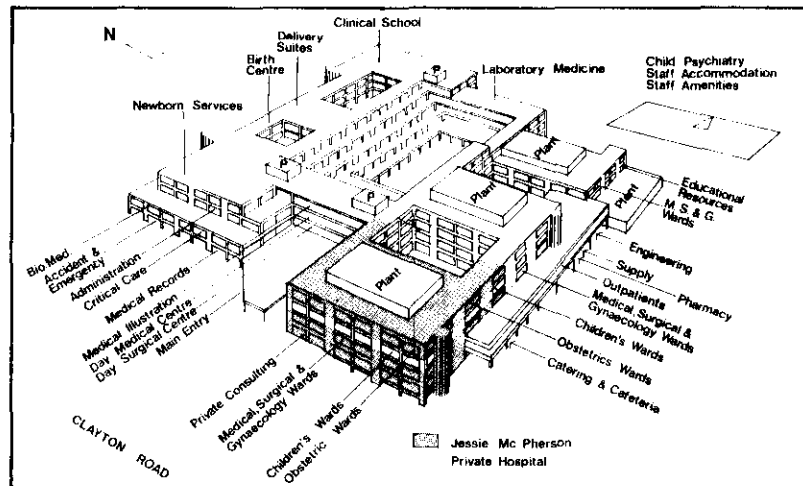 N
Clinical School
Delivery
Suites
Birth
Centre
Newborn Services
P
Laboratory Medicine
Child Psychiatry
Staff Accommodation
Staff Amenities
P
P
Plant
Plant
Plant
Plant
Educational
Resources
M. S. & G.
Wards
Engineering
Supply
Pharmacy
Outpatients
Medical, Surgical &
Gynaecology Wards
Children's Wards
Obstetrics Wards
Catering & Cafeteria
Bio Med
Accident &
Emergency
Administration
Critical Care
Medical Records
Medical Illustration
Day Medical Centre
Day Surgical Centre
Main Entry
Private Consulting
Medical, Surgical &
Gynaecology Wards
Children's Wards
Obstetric Wards
CLAYTON ROAD
Jessie Mc Pherson
Private Hospital